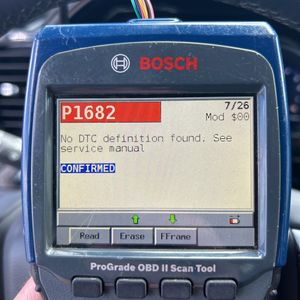 BOSCH
P1682
7/26
Mod $00
No DTC definition found. See
service manual
CONFIRMED
Read
Erase
FFrame
ProGrade OBD II Scan Tool